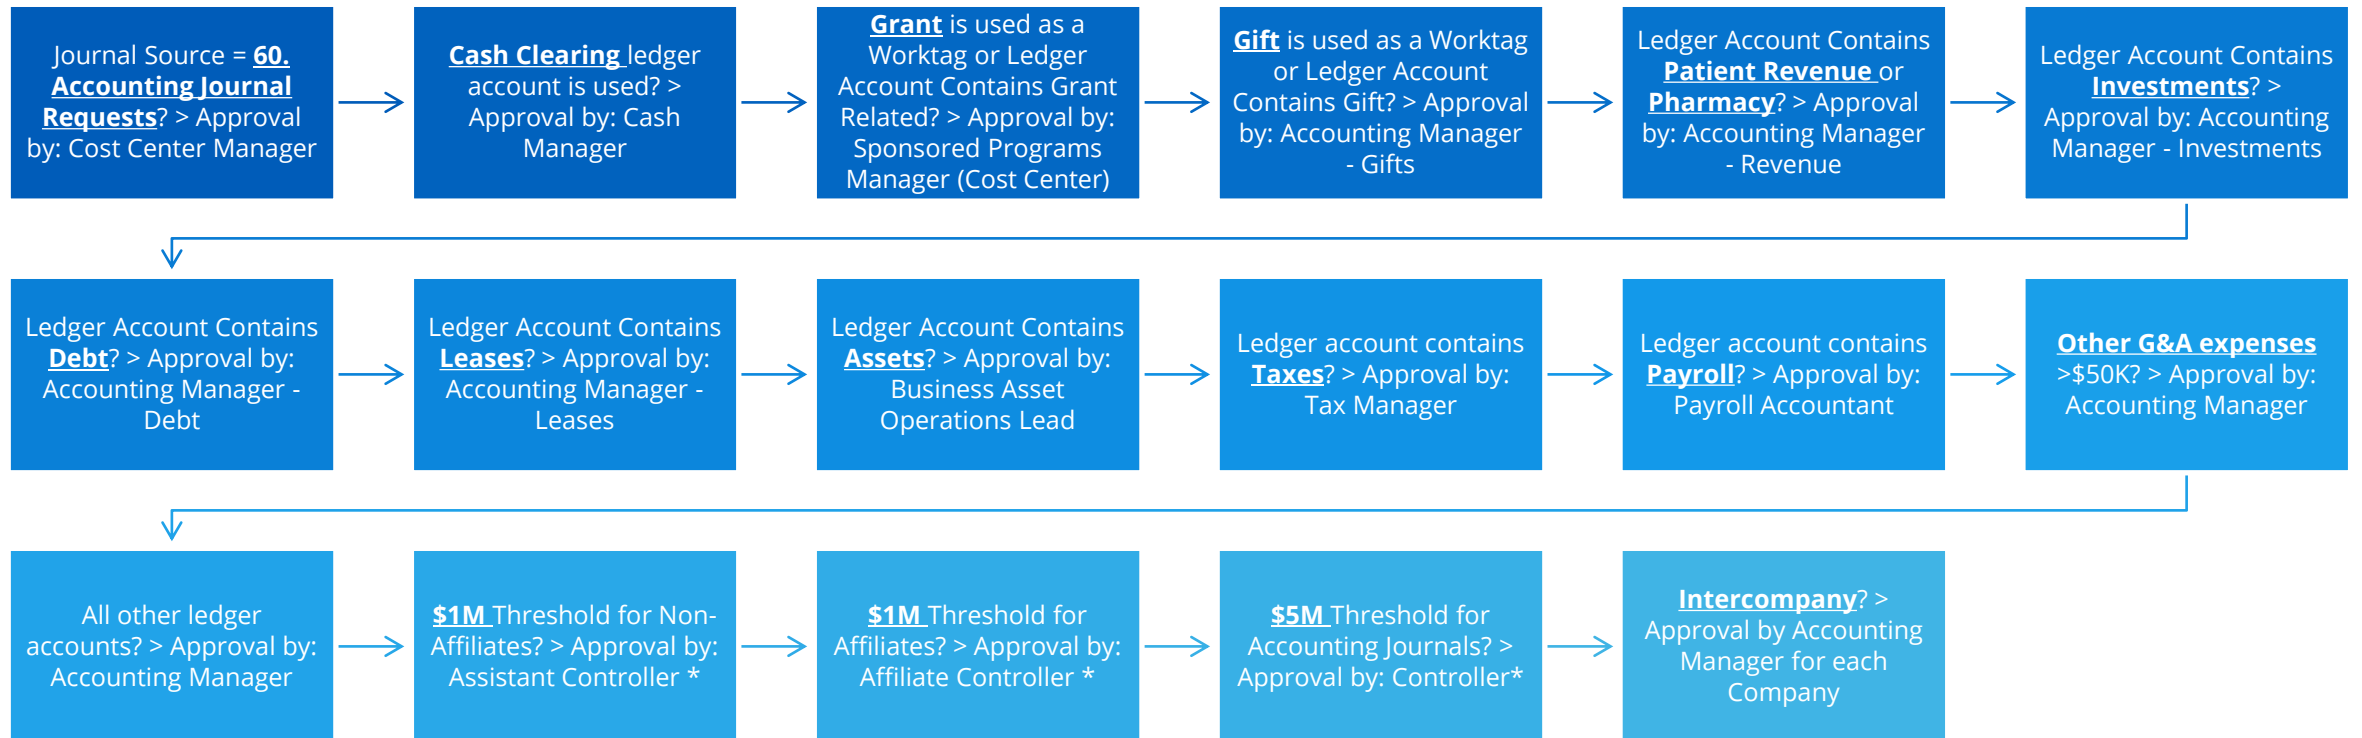 Journal Source = 60.
Accounting Journal
Requests? > Approval
by: Cost Center Manager
Cash Clearing ledger
account is used? >
Approval by: Cash
Manager
Grant is used as a
Worktag or Ledger
Account Contains Grant
Related? > Approval by:
Sponsored Programs
Manager (Cost Center)
Gift is used as a Worktag
or Ledger Account
Contains Gift? > Approval
by: Accounting Manager
- Gifts
Ledger Account Contains
Patient Revenue or
Pharmacy? > Approval
by: Accounting Manager
- Revenue
Ledger Account Contains
Investments? >
Approval by: Accounting
Manager - Investments
Ledger Account Contains
Debt? > Approval by:
Accounting Manager -
Debt
Ledger Account Contains
Leases? > Approval by:
Accounting Manager -
Leases
Ledger Account Contains
Assets? > Approval by:
Business Asset
Operations Lead
Ledger account contains
Taxes? > Approval by:
Tax Manager
Ledger account contains
Payroll? > Approval by:
Payroll Accountant
Other G&A expenses
>$50K? > Approval by:
Accounting Manager
All other ledger
accounts? > Approval by:
Accounting Manager
$1M Threshold for Non-
Affiliates? > Approval by:
Assistant Controller *
$1M Threshold for
Affiliates? > Approval by:
Affiliate Controller *
$5M Threshold for
Accounting Journals? >
Approval by: Controller*
Intercompany? >
Approval by Accounting
Manager for each
Company